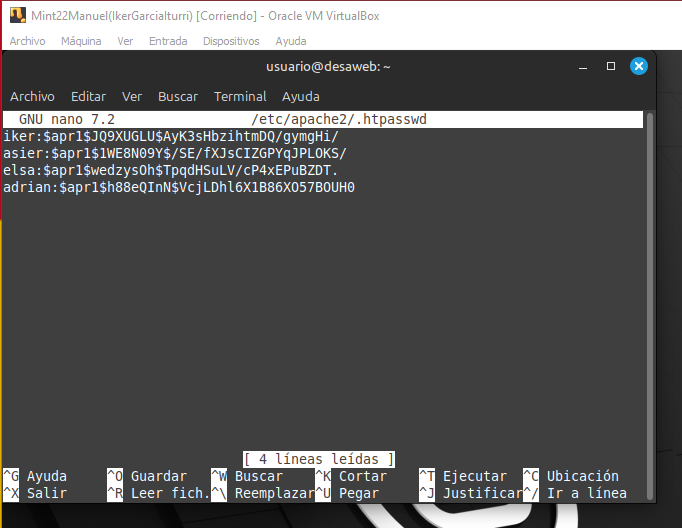 Mint22Manuel(IkerGarciaIturri) [Corriendo] - Oracle VM VirtualBox
Archivo Máquina Ver Entrada Dispositivos Ayuda
usuario@desaweb: ~
Archivo Editar Ver Buscar Terminal Ayuda
GNU nano 7.2 /etc/apache2/.htpasswd
iker:$apr1$JQ9XUGLU$AyK3sHbzihtmDQ/gymgHi/
asier:$apr1$1WE8N09Y$/SE/fXJsCIZGPYqJPLOKS/
elsa:$apr1$wedzysOh$TpqdHSuLV/cP4xEPuBZDT.
adrian:$apr1$h88eQInN$VcjLDhl6X1B86XO57BOUH0
[ 4 líneas leídas ]
^G Ayuda ^O Guardar ^W Buscar ^K Cortar ^T Ejecutar ^C Ubicación
^X Salir ^R Leer fich. ^\ Reemplazar ^U Pegar ^J Justificar ^/ Ir a línea